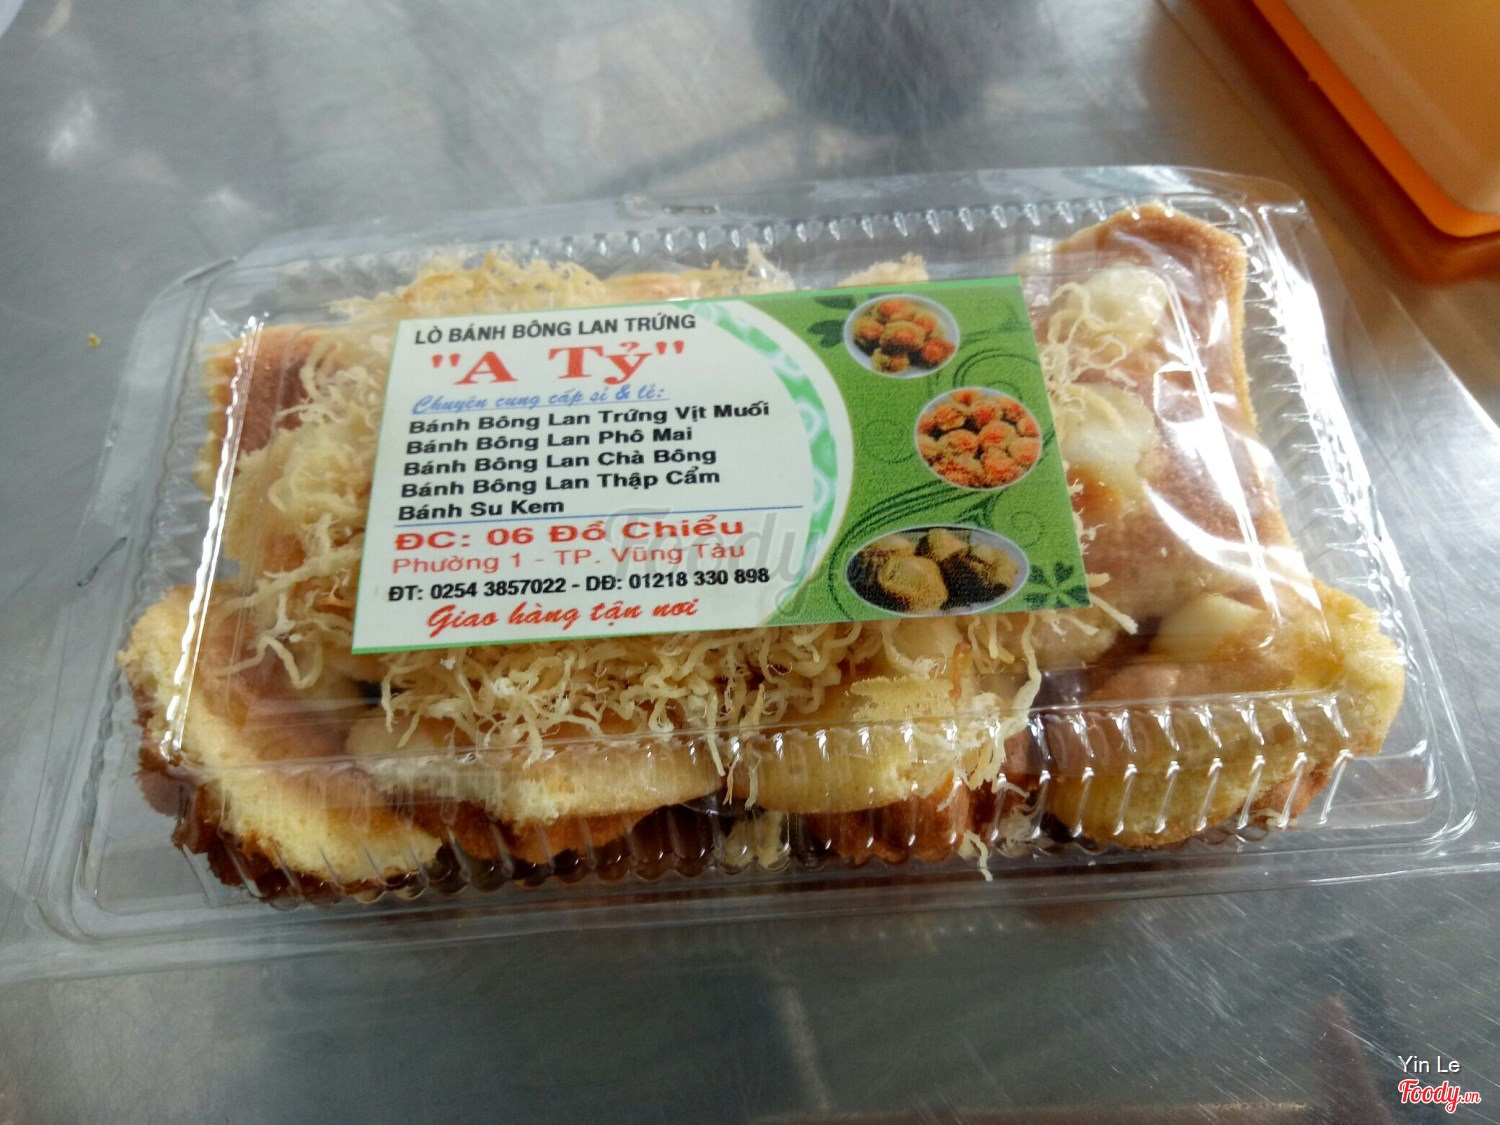 LÒ BÁNH BÔNG LAN TRỨNG
"A TỶ"
Chuyên cung cấp sỉ & lẻ:
Bánh Bông Lan Trứng Vịt Muối
Bánh Bông Lan Phô Mai
Bánh Bông Lan Chà Bông
Bánh Bông Lan Thập Cẩm
Bánh Su Kem
ĐC: 06 Đồ Chiểu
Phường 1 - TP. Vũng Tàu
ĐT: 0254 3857022 - DĐ: 01218 330 898
Giao hàng tận nơi
Foody.vn
Yin Le
Foody.vn